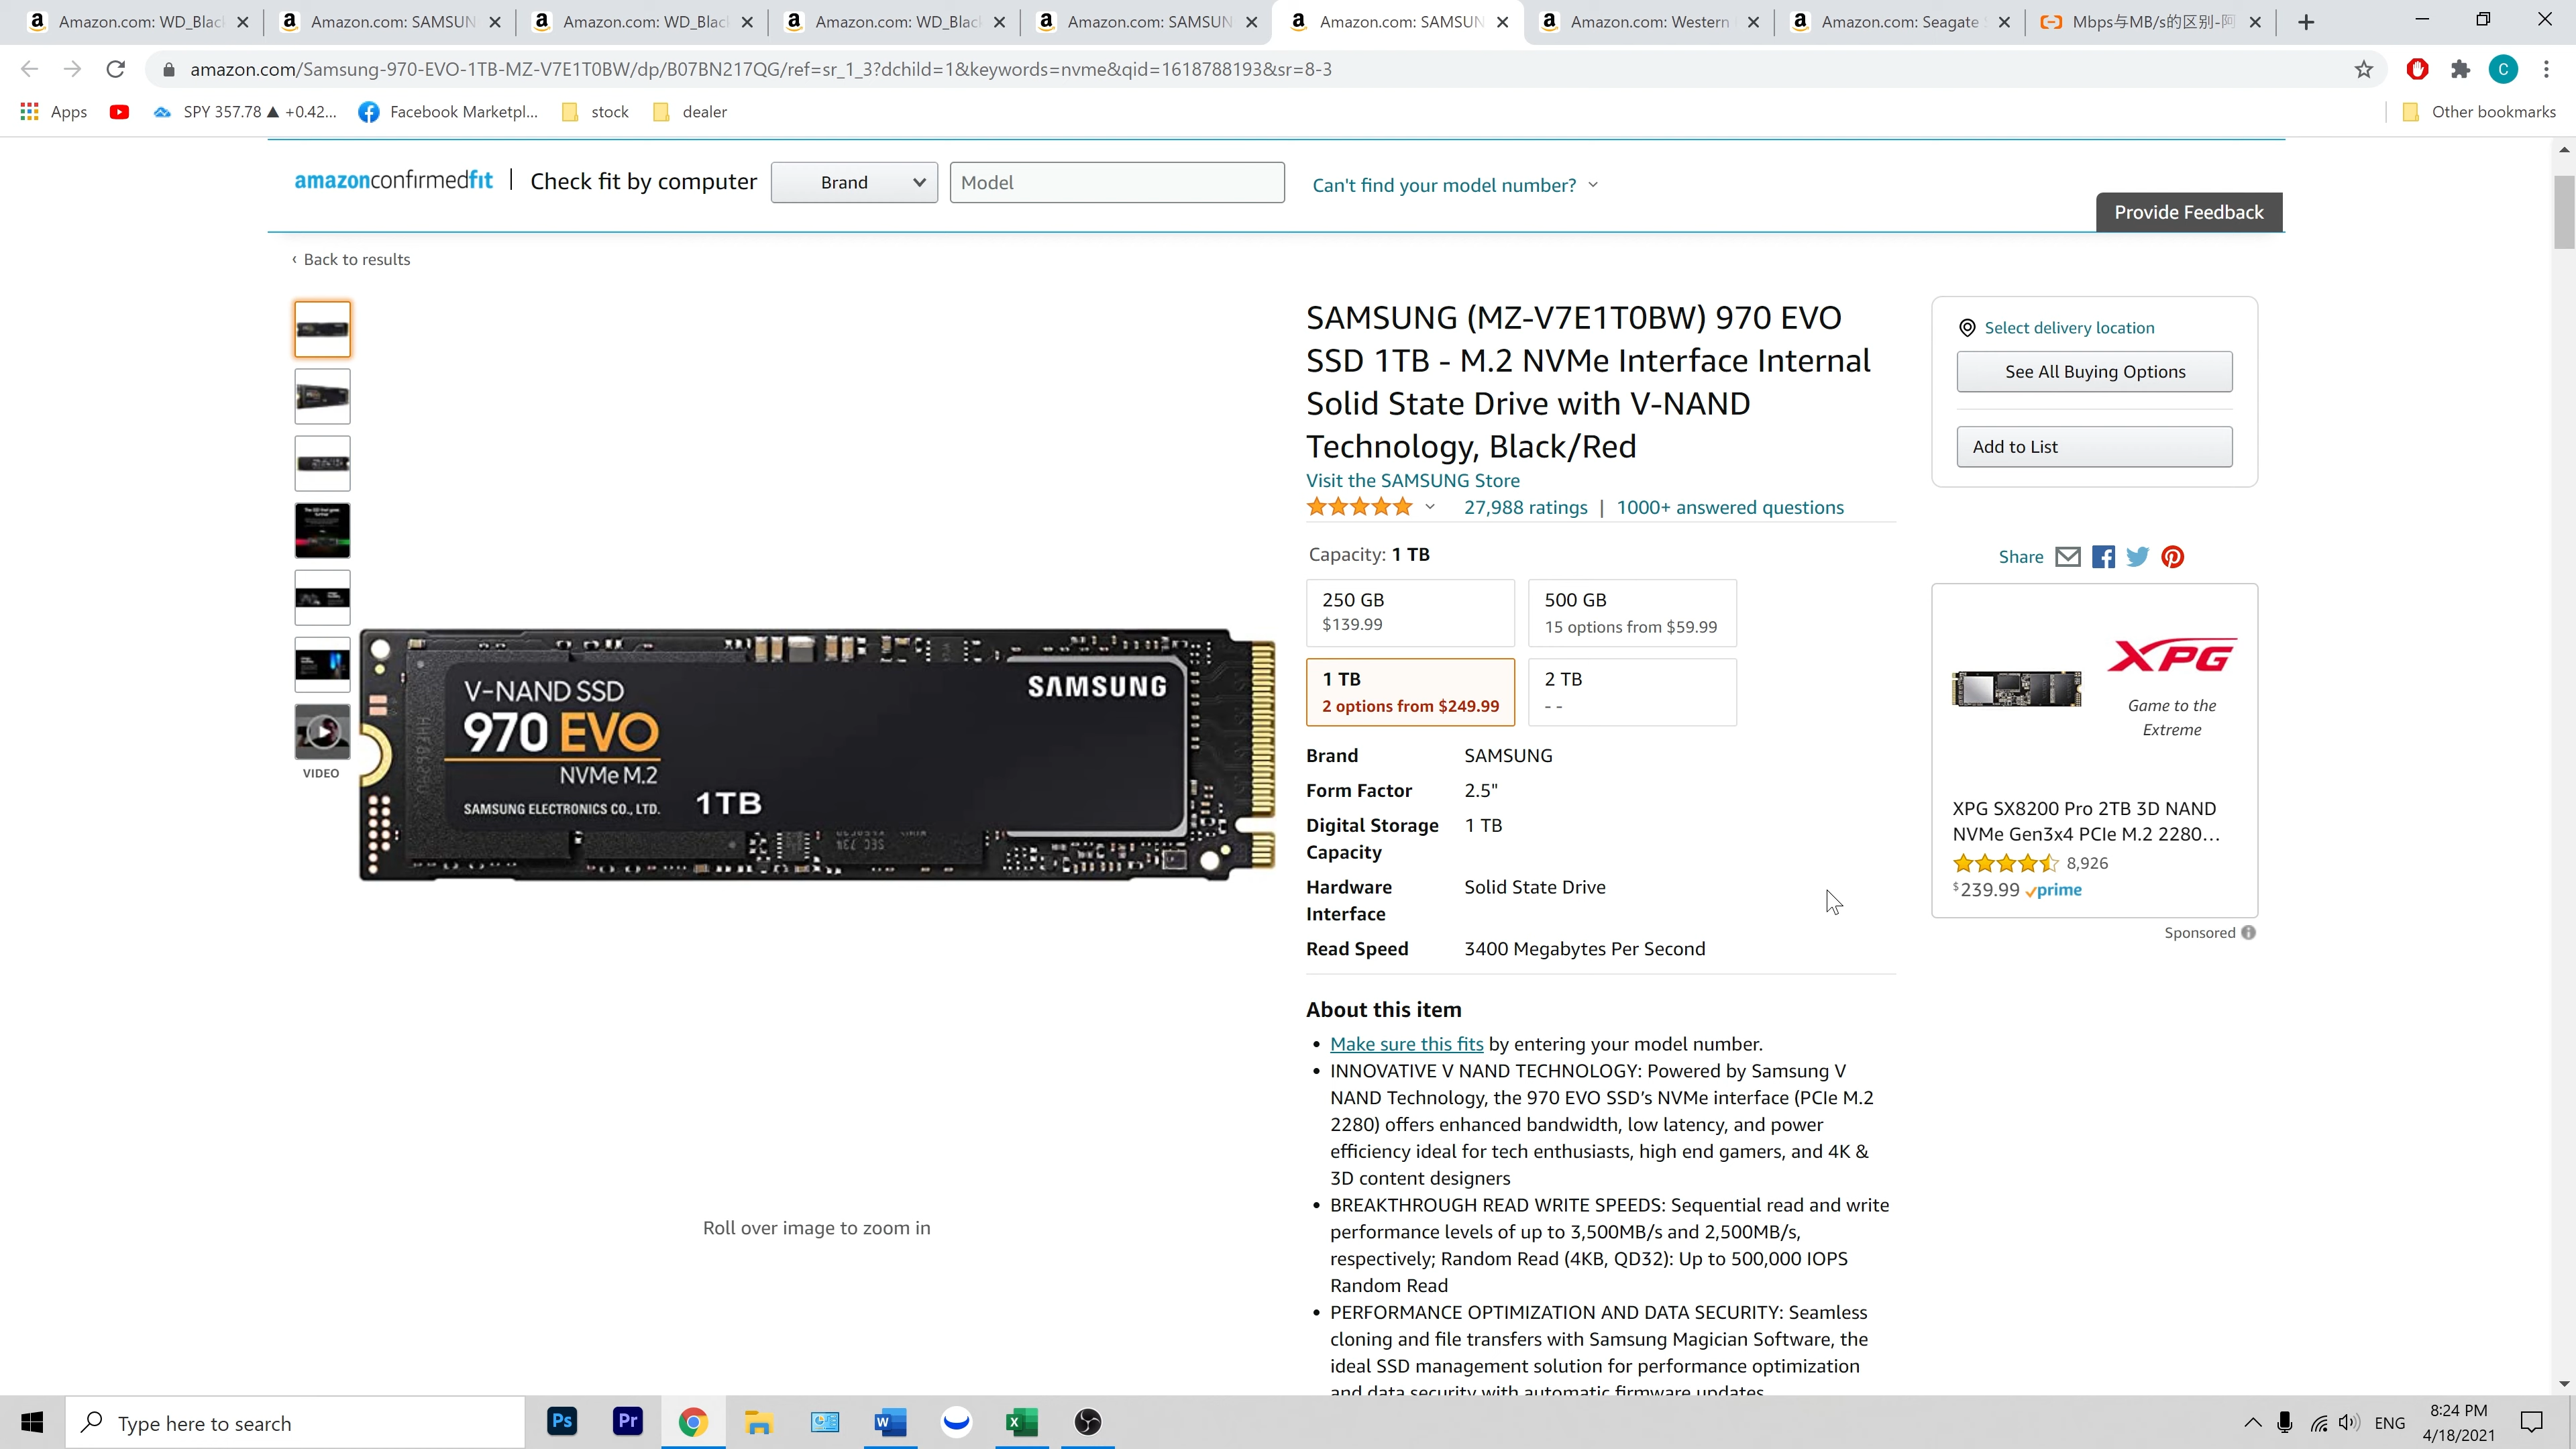 Amazon.com: WD_Blac
Amazon.com: SAMSUN
Amazon.com: WD_Blac
Amazon.com: WD_Blac
Amazon.com: SAMSUN
Amazon.com: SAMSUN
Amazon.com: Western
Amazon.com: Seagate
Mbps与MB/s的区别-阿
amazon.com/Samsung-970-EVO-1TB-MZ-V7E1T0BW/dp/B07BN217QG/ref=sr_1_3?dchild=1&keywords=nvme&qid=1618788193&sr=8-3
C
Apps
SPY 357.78 ▲ +0.42...
Facebook Marketpl...
stock
dealer
Other bookmarks
amazonconfirmedfit | Check fit by computer
Brand
Model
Can't find your model number?
Provide Feedback
‹ Back to results
VIDEO
V-NAND SSD
970 EVO
NVMe M.2
SAMSUNG ELECTRONICS CO., LTD.
1TB
SAMSUNG
Roll over image to zoom in
SAMSUNG (MZ-V7E1T0BW) 970 EVO
SSD 1TB - M.2 NVMe Interface Internal
Solid State Drive with V-NAND
Technology, Black/Red
Visit the SAMSUNG Store
27,988 ratings | 1000+ answered questions
Capacity: 1 TB
250 GB
$139.99
500 GB
15 options from $59.99
1 TB
2 options from $249.99
2 TB
- -
Brand SAMSUNG
Form Factor 2.5"
Digital Storage 1 TB
Capacity
Hardware Solid State Drive
Interface
Read Speed 3400 Megabytes Per Second
About this item
• Make sure this fits by entering your model number.
• INNOVATIVE V NAND TECHNOLOGY: Powered by Samsung V
NAND Technology, the 970 EVO SSD’s NVMe interface (PCIe M.2
2280) offers enhanced bandwidth, low latency, and power
efficiency ideal for tech enthusiasts, high end gamers, and 4K &
3D content designers
• BREAKTHROUGH READ WRITE SPEEDS: Sequential read and write
performance levels of up to 3,500MB/s and 2,500MB/s,
respectively; Random Read (4KB, QD32): Up to 500,000 IOPS
Random Read
• PERFORMANCE OPTIMIZATION AND DATA SECURITY: Seamless
cloning and file transfers with Samsung Magician Software, the
ideal SSD management solution for performance optimization
and data security with automatic firmware updates
Select delivery location
See All Buying Options
Add to List
Share
XPG
Game to the
Extreme
XPG SX8200 Pro 2TB 3D NAND
NVMe Gen3x4 PCIe M.2 2280...
8,926
$239.99 prime
Sponsored
Type here to search
Ps
Pr
W
X
ENG
8:24 PM
4/18/2021